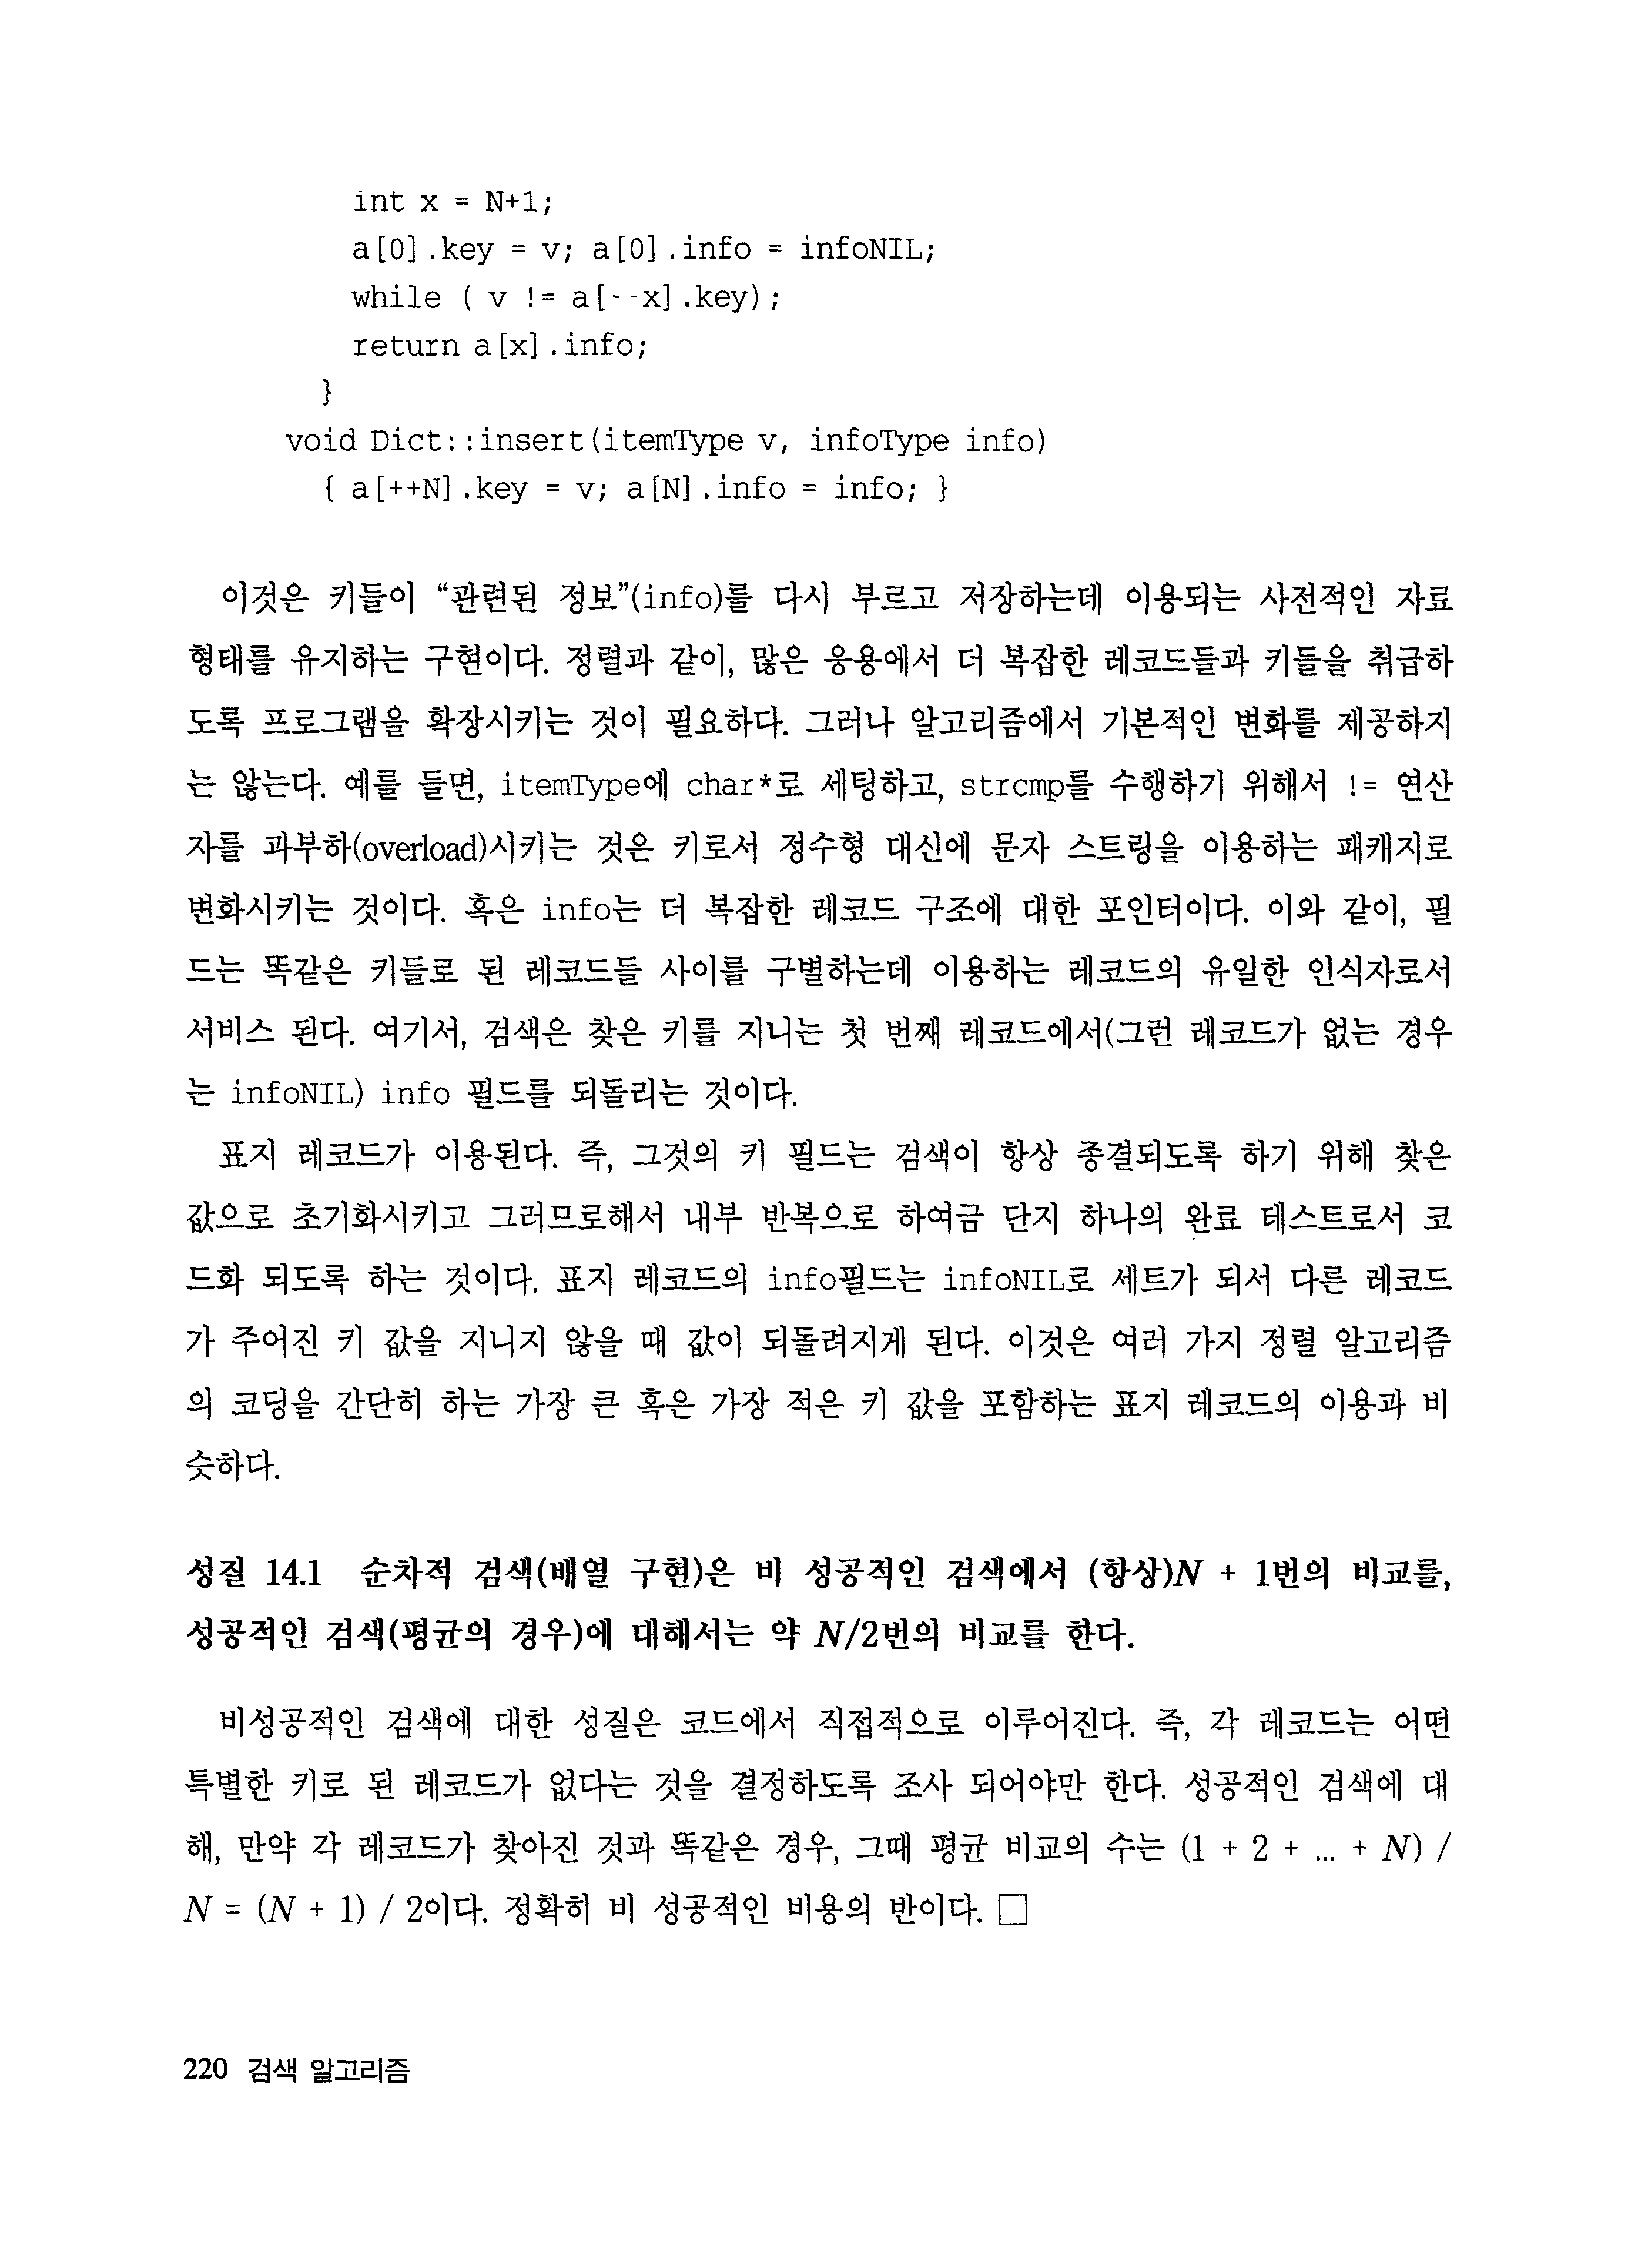 int x = N+1;
a[0].key = v; a[0].info = infoNIL;
while ( v != a[--x].key);
return a[x].info;
}
void Dict::insert(itemType v, infoType info)
{ a[++N].key = v; a[N].info = info; }
이것은 키들이 “관련된 정보”(info)를 다시 부르고 저장하는데 이용되는 사전적인 자료
형태를 유지하는 구현이다. 정렬과 같이, 많은 응용에서 더 복잡한 레코드들과 키들을 취급하
도록 프로그램을 확장시키는 것이 필요하다. 그러나 알고리즘에서 기본적인 변화를 제공하지
는 않는다. 예를 들면, itemType에 char*로 세팅하고, strcmp를 수행하기 위해서 != 연산
자를 과부하(overload)시키는 것은 키로서 정수형 대신에 문자 스트링을 이용하는 패캐지로
변화시키는 것이다. 혹은 info는 더 복잡한 레코드 구조에 대한 포인터이다. 이와 같이, 필
드는 똑같은 키들로 된 레코드들 사이를 구별하는데 이용하는 레코드의 유일한 인식자로서
서비스 된다. 여기서, 검색은 찾은 키를 지니는 첫 번째 레코드에서(그런 레코드가 없는 경우
는 infoNIL) info 필드를 되돌리는 것이다.
표지 레코드가 이용된다. 즉, 그것의 키 필드는 검색이 항상 종결되도록 하기 위해 찾은
값으로 초기화시키고 그러므로해서 내부 반복으로 하여금 단지 하나의 완료 테스트로서 코
드화 되도록 하는 것이다. 표지 레코드의 info필드는 infoNIL로 세트가 되서 다른 레코드
가 주어진 키 값을 지니지 않을 때 값이 되돌려지게 된다. 이것은 여러 가지 정렬 알고리즘
의 코딩을 간단히 하는 가장 큰 혹은 가장 적은 키 값을 포함하는 표지 레코드의 이용과 비
슷하다.
성질 14.1 순차적 검색(배열 구현)은 비 성공적인 검색에서 (항상)N + 1번의 비교를,
성공적인 검색(평균의 경우)에 대해서는 약 N/2번의 비교를 한다.
비성공적인 검색에 대한 성질은 코드에서 직접적으로 이루어진다. 즉, 각 레코드는 어떤
특별한 키로 된 레코드가 없다는 것을 결정하도록 조사 되어야만 한다. 성공적인 검색에 대
해, 만약 각 레코드가 찾아진 것과 똑같은 경우, 그때 평균 비교의 수는 (1 + 2 + ... + N) /
N = (N + 1) / 2이다. 정확히 비 성공적인 비용의 반이다. □
220 검색 알고리즘